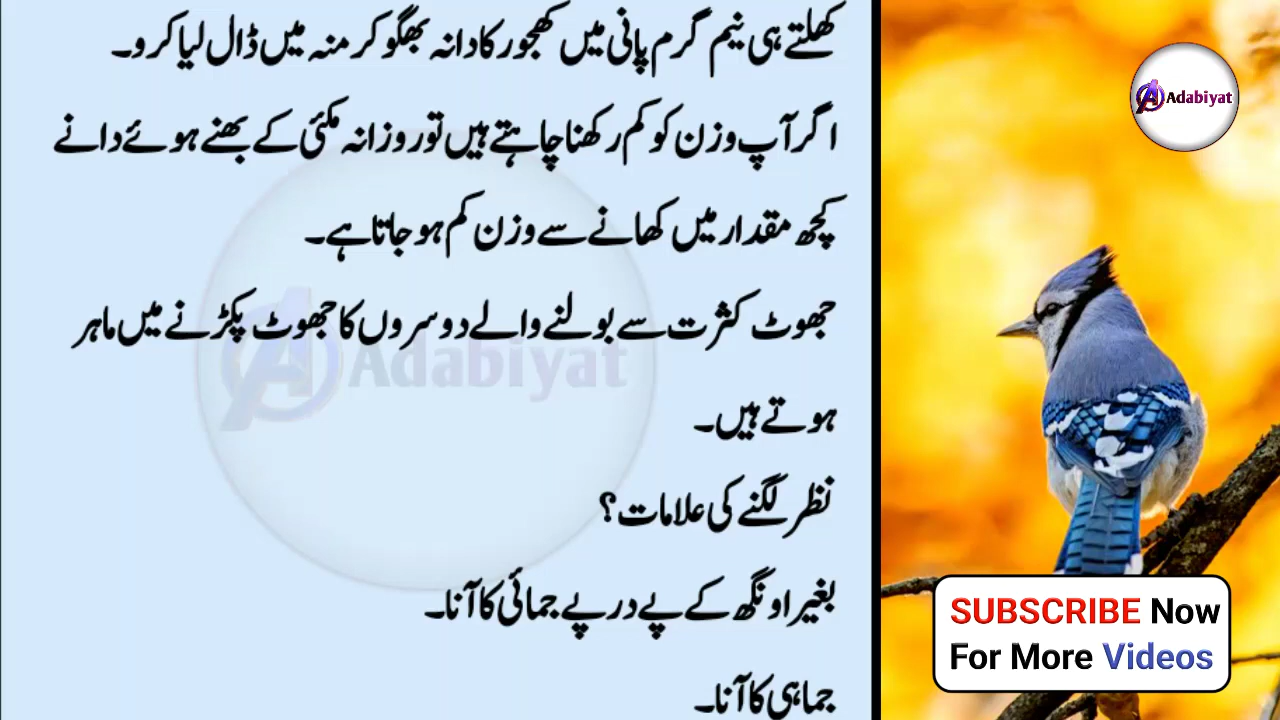 کھلتے ہی نیم گرم پانی میں کھجور کا دانہ بھگو کر منہ میں ڈال لیا کرو۔
اگر آپ وزن کو کم رکھنا چاہتے ہیں تو روزانہ مکئی کے بھنے ہوئے دانے
کچھ مقدار میں کھانے سے وزن کم ہو جاتا ہے۔
جھوٹ کثرت سے بولنے والے دوسروں کا جھوٹ پکڑنے میں ماہر
ہوتے ہیں۔
نظر لگنے کی علامات؟
بغیر اونگھ کے پے در پے جمائی کا آنا۔
جماہی کا آنا۔
Adabiyat
Adabiyat
SUBSCRIBE Now
For More Videos